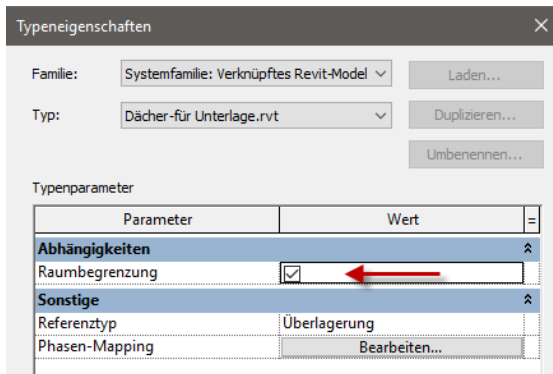 Typeneigenschaften
Familie: Systemfamilie: Verknüpftes Revit-Model Laden...
Typ: Dächer-für Unterlage.rvt Duplizieren...
Umbenennen...
Typenparameter
Parameter Wert =
Abhängigkeiten
Raumbegrenzung
Sonstige
Referenztyp Überlagerung
Phasen-Mapping Bearbeiten...